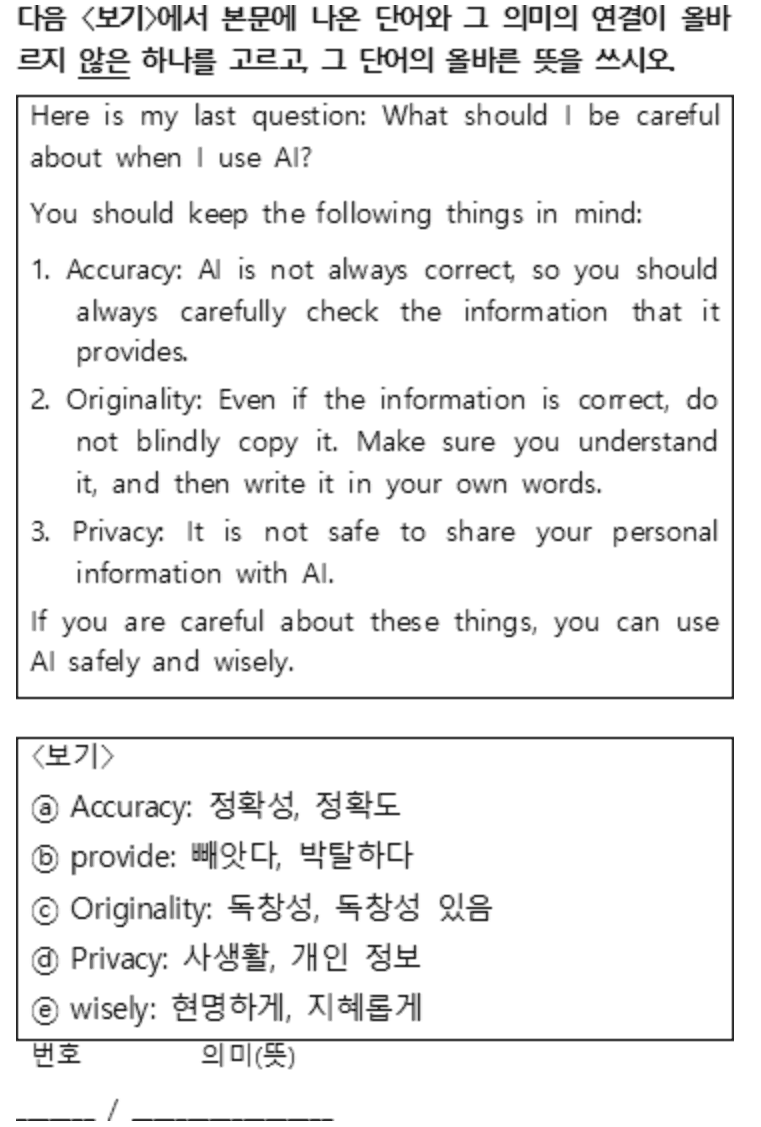 다음 〈보기〉에서 본문에 나온 단어와 그 의미의 연결이 올바
르지 않은 하나를 고르고, 그 단어의 올바른 뜻을 쓰시오.
Here is my last question: What should I be careful
about when I use AI?
You should keep the following things in mind:
1. Accuracy: AI is not always correct, so you should
always carefully check the information that it
provides.
2. Originality: Even if the information is correct, do
not blindly copy it. Make sure you understand
it, and then write it in your own words.
3. Privacy: It is not safe to share your personal
information with AI.
If you are careful about these things, you can use
AI safely and wisely.
〈보기〉
ⓐ Accuracy: 정확성, 정확도
ⓑ provide: 빼앗다, 박탈하다
ⓒ Originality: 독창성, 독창성 있음
ⓓ Privacy: 사생활, 개인 정보
ⓔ wisely: 현명하게, 지혜롭게
번호 의미(뜻)
_______ / _________________